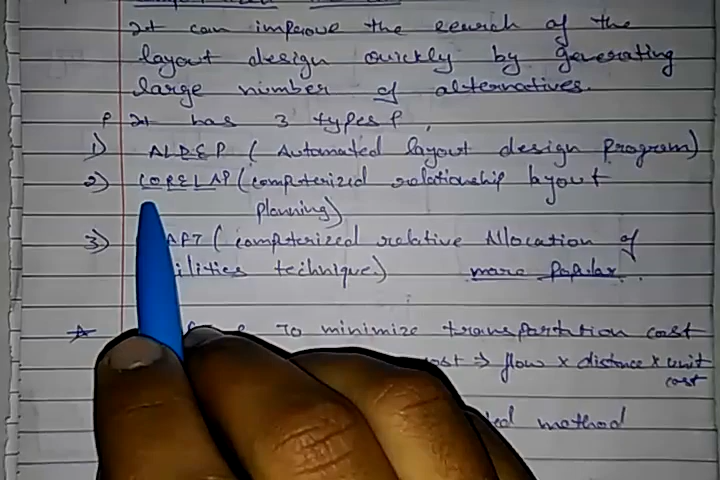 It can improve the search of the
layout design quickly by generating
large number of alternatives.
It has 3 types
1) ALDEP (Automated layout design program)
2) CORELAP (computerized relationship layout
planning)
3) AFT (computerized relative Allocation of
ilities technique.) more popular.
To minimize transpartution cost
ost ⇒ flow × distance × unit
cost
ed method